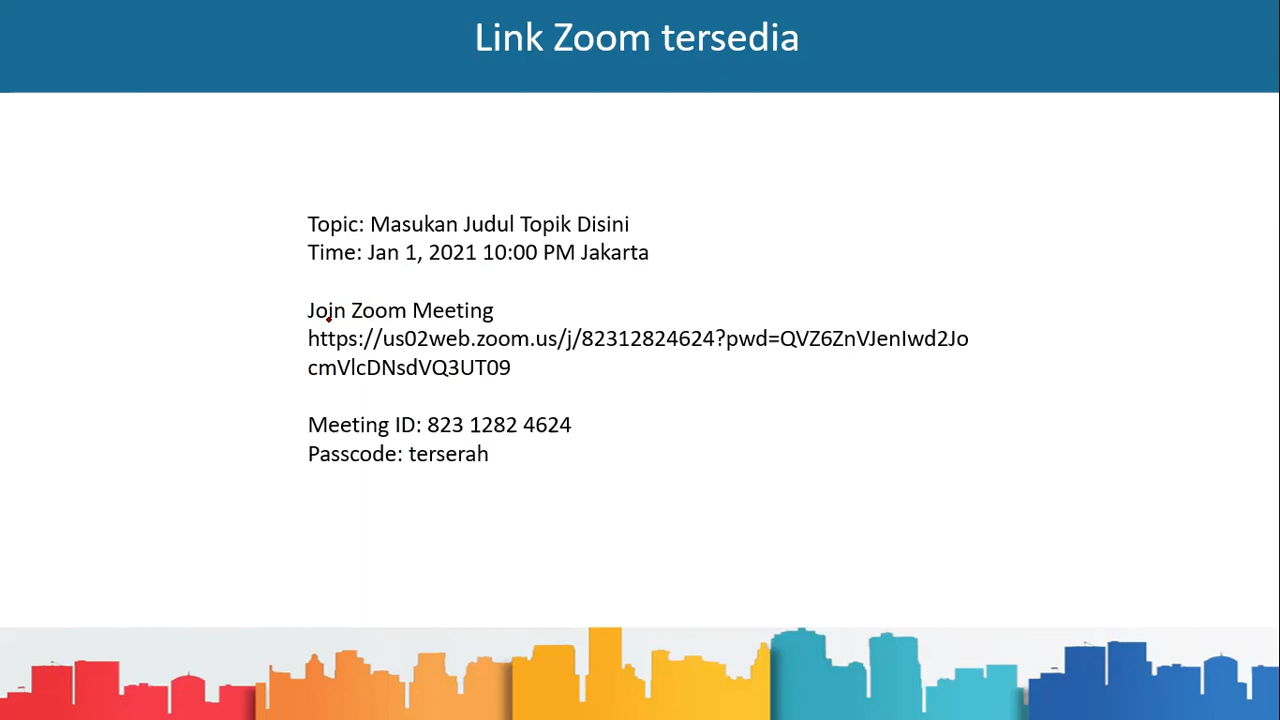 Link Zoom tersedia
Topic: Masukan Judul Topik Disini
Time: Jan 1, 2021 10:00 PM Jakarta
Join Zoom Meeting
https://us02web.zoom.us/j/82312824624?pwd=QVZ6ZnVJenIwd2Jo
cmVlcDNsdVQ3UT09
Meeting ID: 823 1282 4624
Passcode: terserah